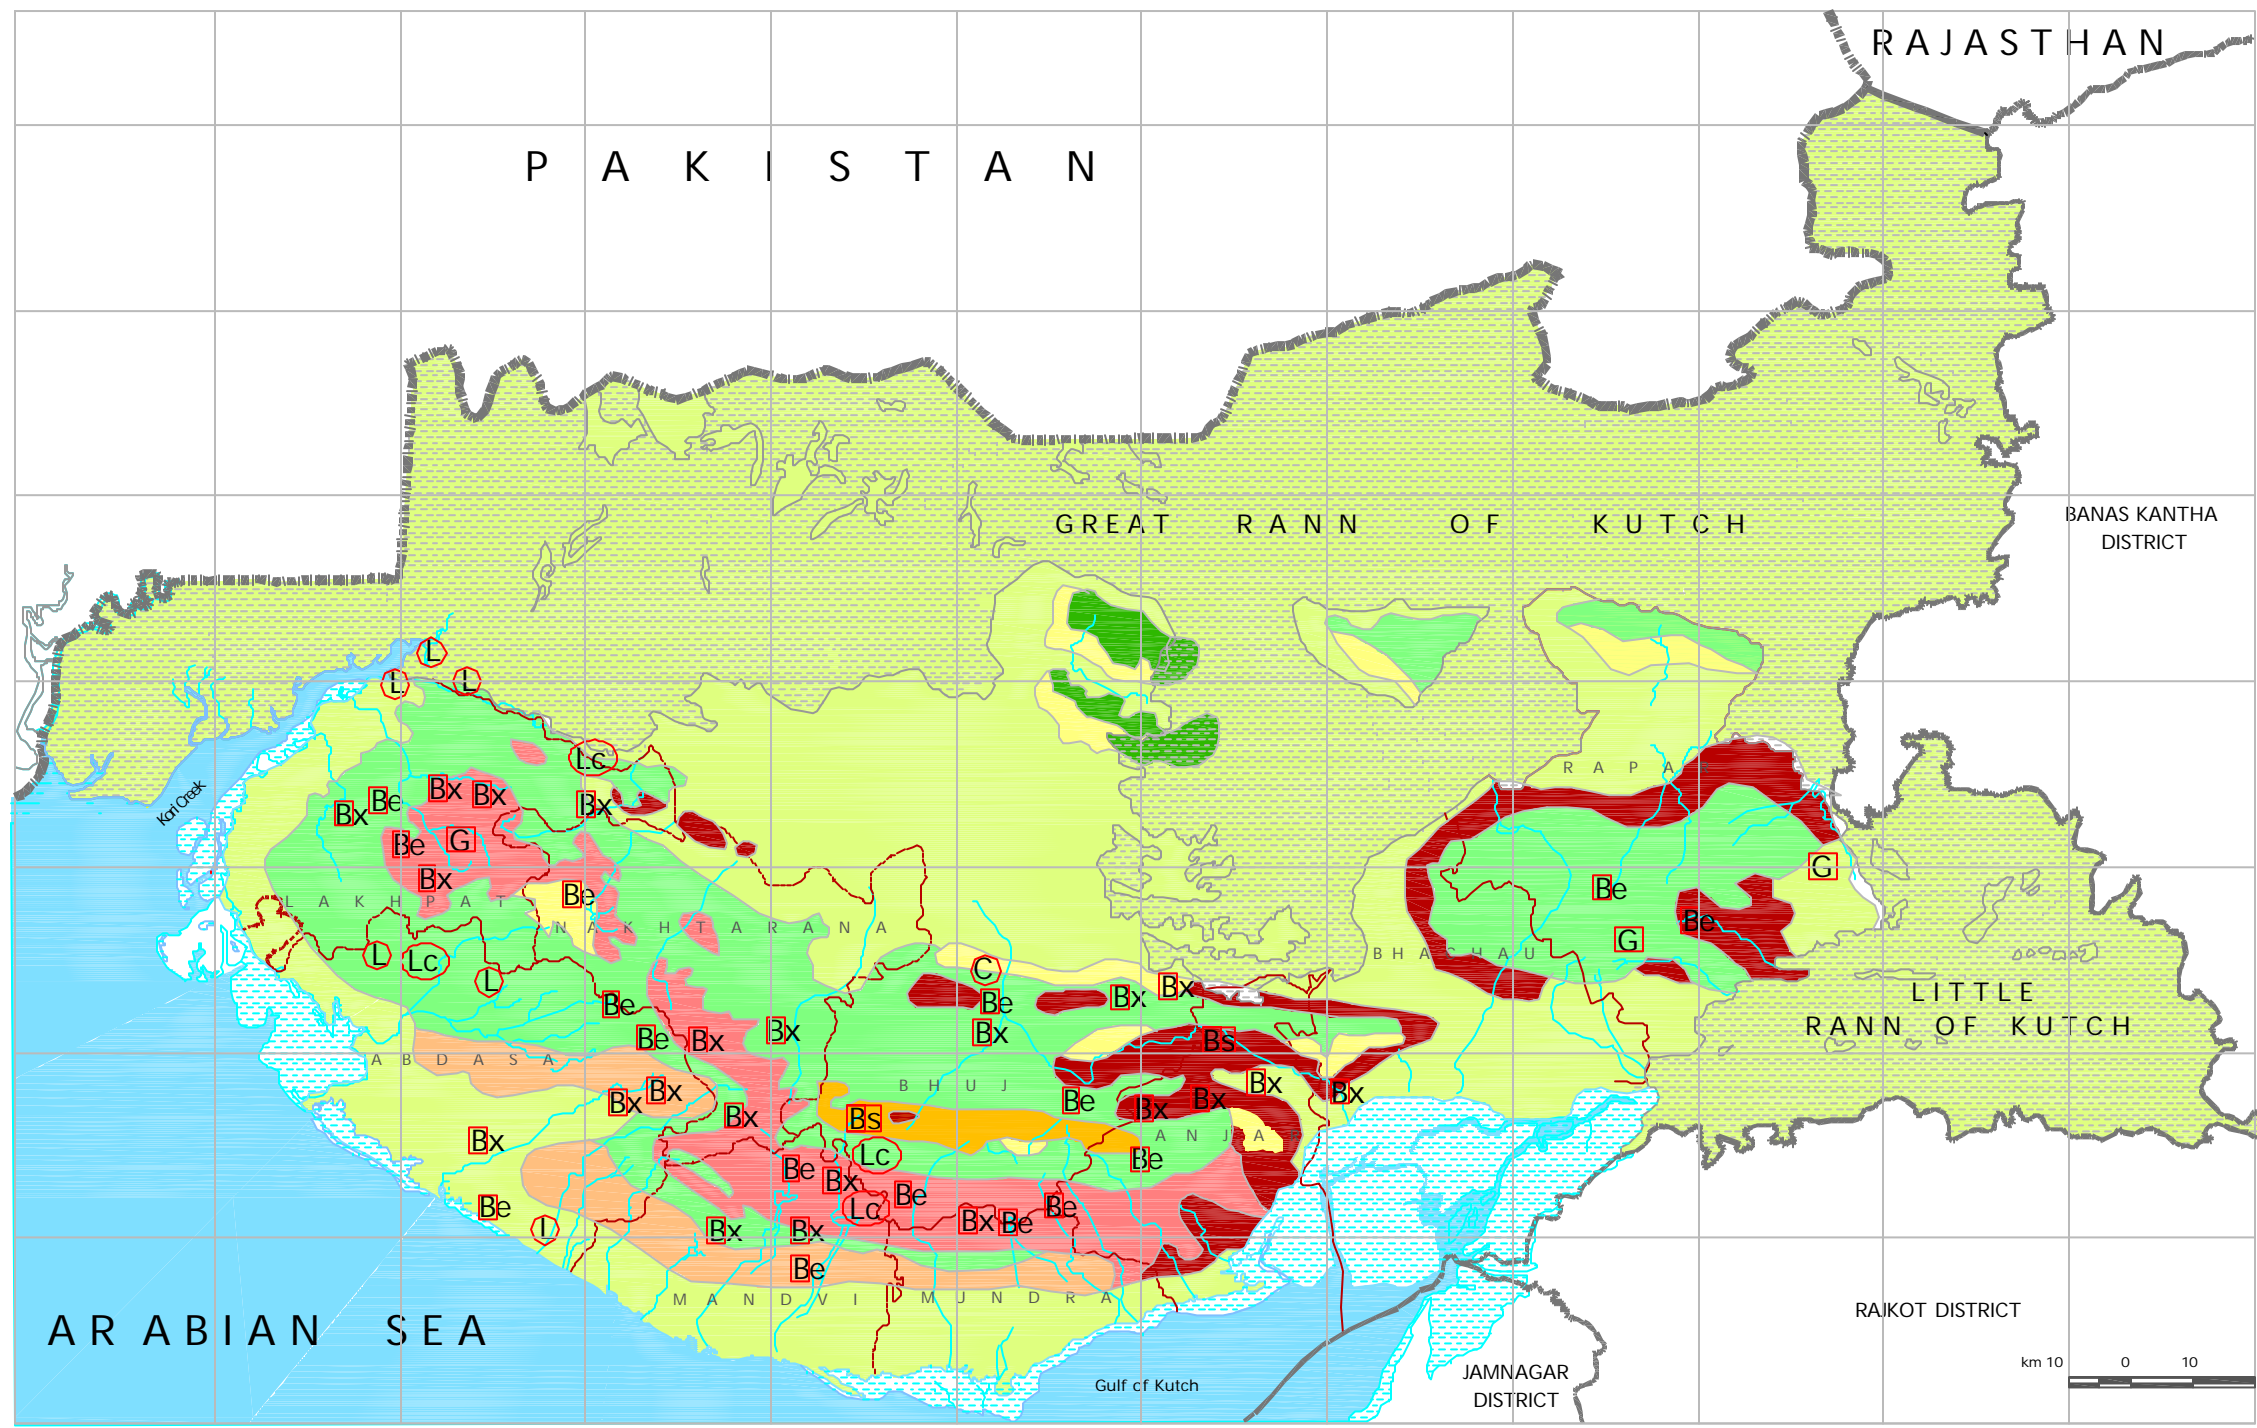 RAJASTHAN
PAKISTAN
GREAT RANN OF KUTCH
BANAS KANTHA
DISTRICT
L
L L
Lc
RAPAR
Kori Creek
Bx Be Bx Bx Bx
Be G
Bx
G
Be
Be
LAKHPAT
Be
NAKHTARANA
G
BHACHAU
L Lc L
C
Be Bx Bx
LITTLE
RANN OF KUTCH
Be
Be Bx Bx
Bx
Bs
ABDASA
BHUJ
Bx Bx
Bx
Be Bx Bx Bx Bx
Bs
ANJAR
Bx
Lc
Be
Be Bx
Lc
Be
Be
L
Bx Bx
Bx Be Be
Be
MANDVI MUNDRA
ARABIAN SEA
RAJKOT DISTRICT
km 10 0 10
JAMNAGAR
DISTRICT
Gulf of Kutch